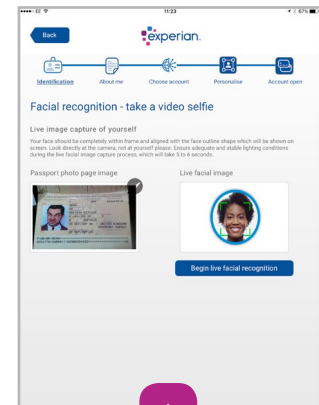 EE
11:23
67%
Back
experian.
Identification
About me
Choose account
Personalise
Account open
Facial recognition - take a video selfie
Live image capture of yourself
Your face should be completely within frame and aligned with the face outline shape which will be shown on
screen. Look directly at the camera, not at yourself please. Ensure adequate and stable lighting conditions
during the live facial image capture process, which will take 5 to 6 seconds.
Passport photo page image
Live facial image
Begin live facial recognition